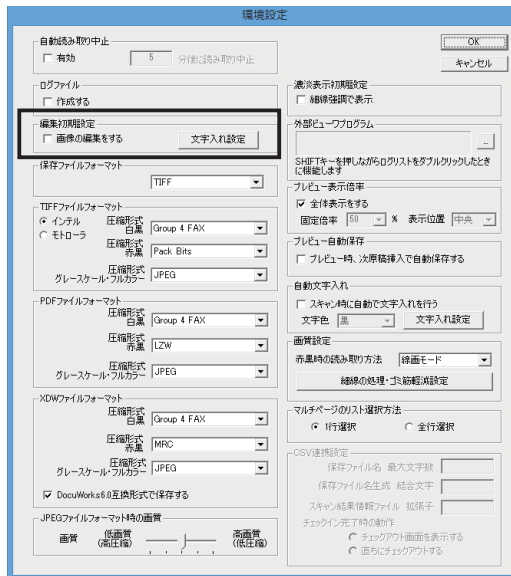 環境設定
自動読み取り中止
有効
5
分後に読み取り中止
OK
キャンセル
ログファイル
作成する
編集初期設定
画像の編集をする
文字入れ設定
保存ファイルフォーマット
TIFF
TIFFファイルフォーマット
インテル
モトローラ
圧縮形式
白黒
Group 4 FAX
圧縮形式
赤黒
Pack Bits
圧縮形式
グレースケール・フルカラー
JPEG
PDFファイルフォーマット
圧縮形式
白黒
Group 4 FAX
圧縮形式
赤黒
LZW
圧縮形式
グレースケール・フルカラー
JPEG
XDWファイルフォーマット
圧縮形式
白黒
Group 4 FAX
圧縮形式
赤黒
MRC
圧縮形式
グレースケール・フルカラー
JPEG
DocuWorks6.0互換形式で保存する
JPEGファイルフォーマット時の画質
画質
低画質
(高圧縮)
高画質
(低圧縮)
濃淡表示初期設定
細線強調で表示
外部ビューワプログラム
...
SHIFTキーを押しながらログリストをダブルクリックしたとき
に機能します
プレビュー表示倍率
全体表示をする
固定倍率 50 % 表示位置 中央
プレビュー自動保存
プレビュー時、次原稿挿入で自動保存する
自動文字入れ
スキャン時に自動で文字入れを行う
文字色 黒 文字入れ設定
画質設定
赤黒時の読み取り方法 線画モード
細線の処理・ゴミ筋軽減設定
マルチページのリスト選択方法
1行選択 全行選択
CSV連携設定
保存ファイル名 最大文字数
保存ファイル名生成 結合文字
スキャン結果情報ファイル 拡張子
チェックイン完了時の動作
チェックアウト画面を表示する
直ちにチェックアウトする